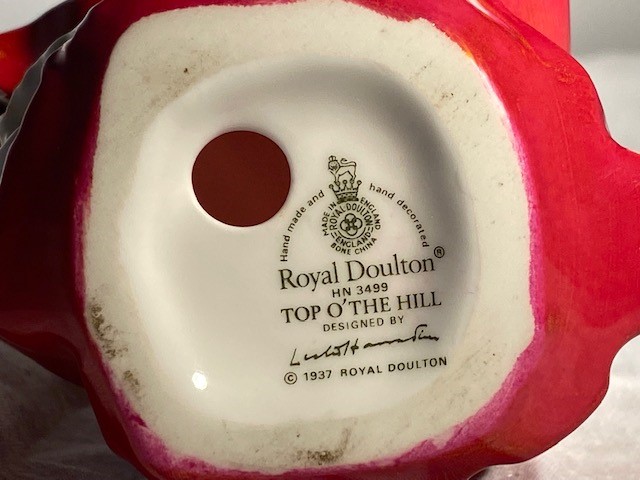 Hand made and hand decorated
MADE IN ENGLAND
ROYAL DOULTON
ENGLAND
BONE CHINA
Royal Doulton®
HN 3499
TOP O' THE HILL
DESIGNED BY
© 1937 ROYAL DOULTON